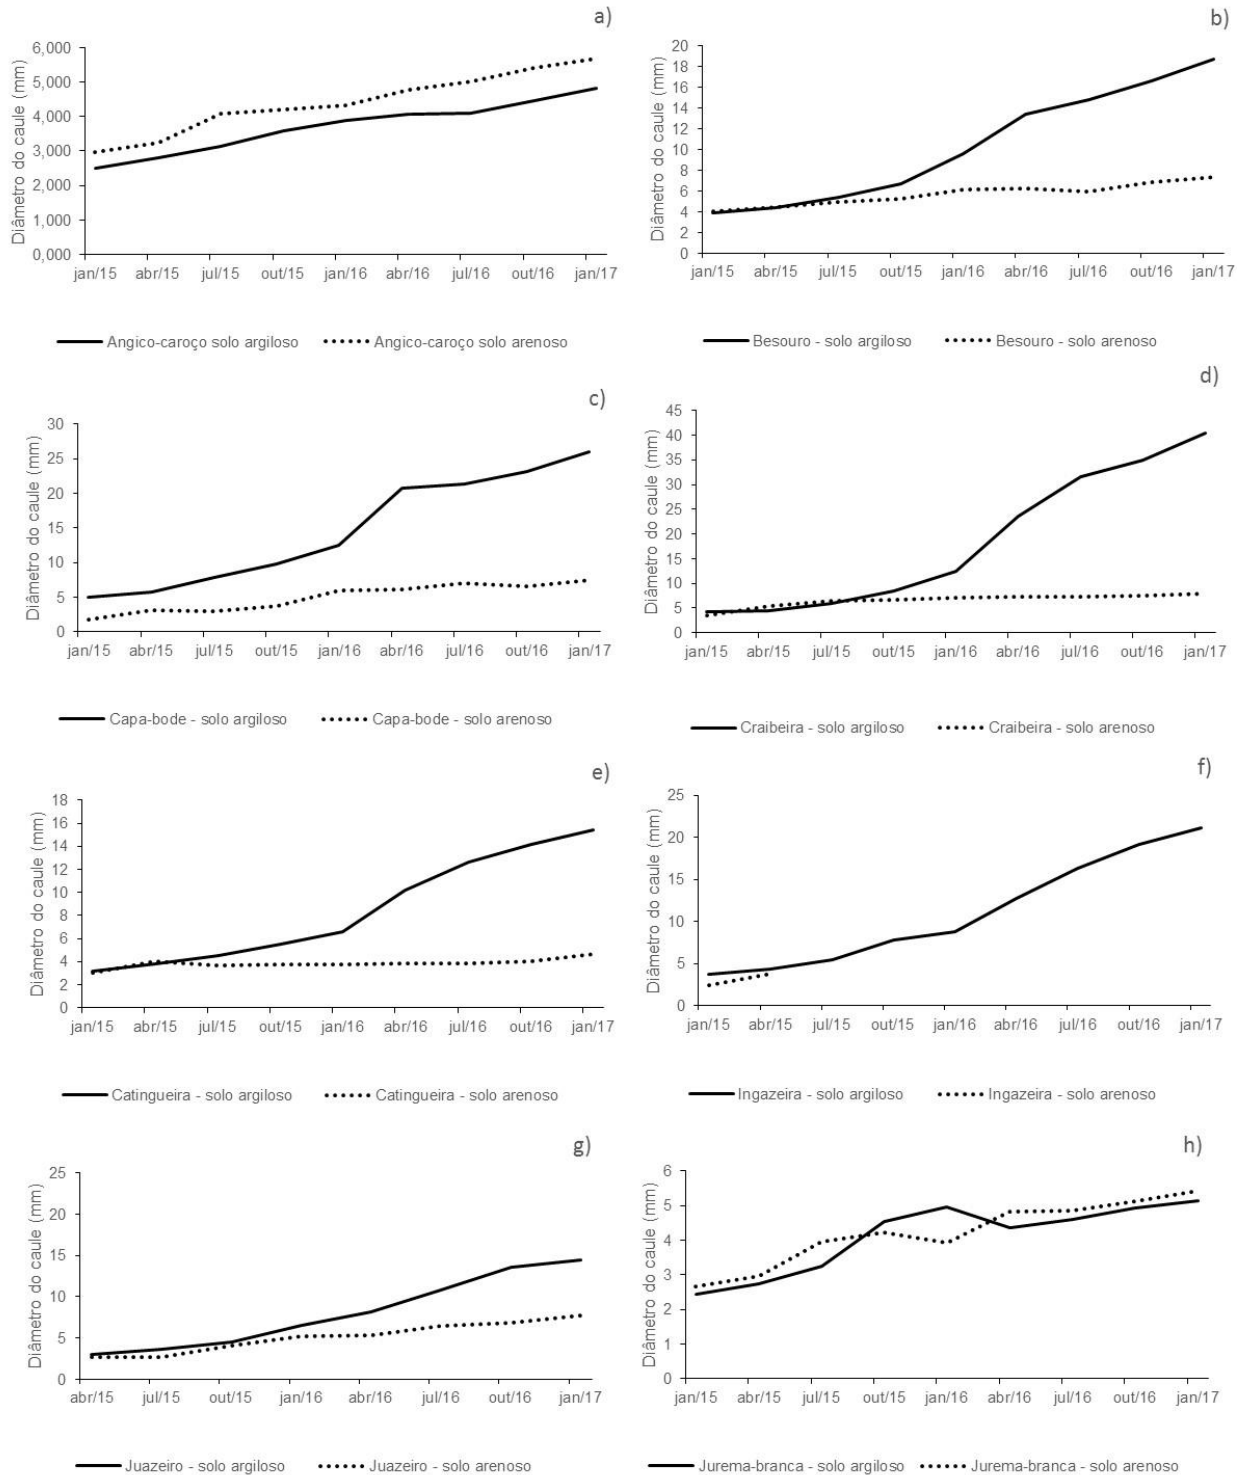 a)
Diâmetro do caule (mm)
6,000
5,000
4,000
3,000
2,000
1,000
0,000
jan/15 abr/15 jul/15 out/15 jan/16 abr/16 jul/16 out/16 jan/17
Angico-caroço solo argiloso Angico-caroço solo arenoso
b)
Diâmetro do caule (mm)
20
18
16
14
12
10
8
6
4
2
0
jan/15 abr/15 jul/15 out/15 jan/16 abr/16 jul/16 out/16 jan/17
Besouro - solo argiloso Besouro - solo arenoso
c)
Diâmetro do caule (mm)
30
25
20
15
10
5
0
jan/15 abr/15 jul/15 out/15 jan/16 abr/16 jul/16 out/16 jan/17
Capa-bode - solo argiloso Capa-bode - solo arenoso
d)
Diâmetro do caule (mm)
45
40
35
30
25
20
15
10
5
0
jan/15 abr/15 jul/15 out/15 jan/16 abr/16 jul/16 out/16 jan/17
Craibeira - solo argiloso Craibeira - solo arenoso
e)
Diâmetro do caule (mm)
18
16
14
12
10
8
6
4
2
0
jan/15 abr/15 jul/15 out/15 jan/16 abr/16 jul/16 out/16 jan/17
Catingueira - solo argiloso Catingueira - solo arenoso
f)
Diâmetro do caule (mm)
25
20
15
10
5
0
jan/15 abr/15 jul/15 out/15 jan/16 abr/16 jul/16 out/16 jan/17
Ingazeira - solo argiloso Ingazeira - solo arenoso
g)
Diâmetro do caule (mm)
25
20
15
10
5
0
abr/15 jul/15 out/15 jan/16 abr/16 jul/16 out/16 jan/17
Juazeiro - solo argiloso Juazeiro - solo arenoso
h)
Diâmetro do caule (mm)
6
5
4
3
2
1
0
jan/15 abr/15 jul/15 out/15 jan/16 abr/16 jul/16 out/16 jan/17
Jurema-branca - solo argiloso Jurema-branca - solo arenoso